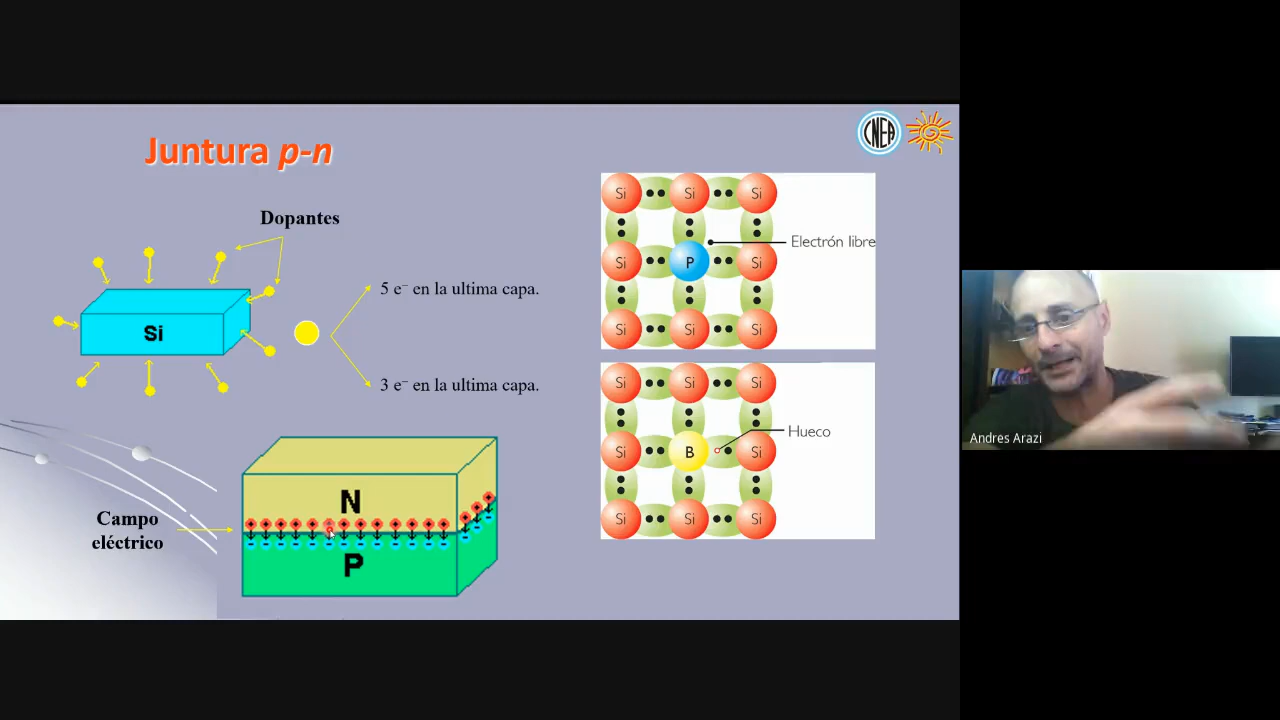 Juntura p-n
CNEA
Dopantes
Si
5 e⁻ en la ultima capa.
3 e⁻ en la ultima capa.
N
P
Campo
eléctrico
Si Si Si
Electrón libre
Si P Si
Si Si Si
Si Si Si
Hueco
Si B Si
Si Si Si
Andres Arazi